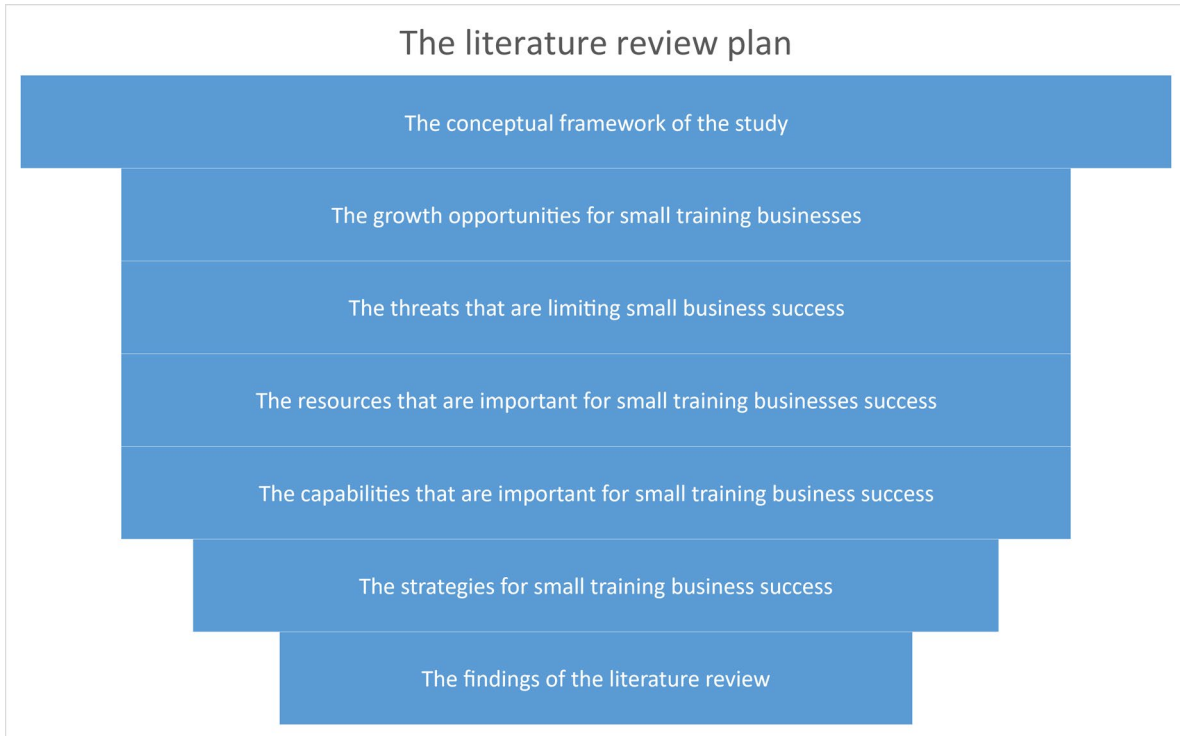 The literature review plan
The conceptual framework of the study
The growth opportunities for small training businesses
The threats that are limiting small business success
The resources that are important for small training businesses success
The capabilities that are important for small training business success
The strategies for small training business success
The findings of the literature review